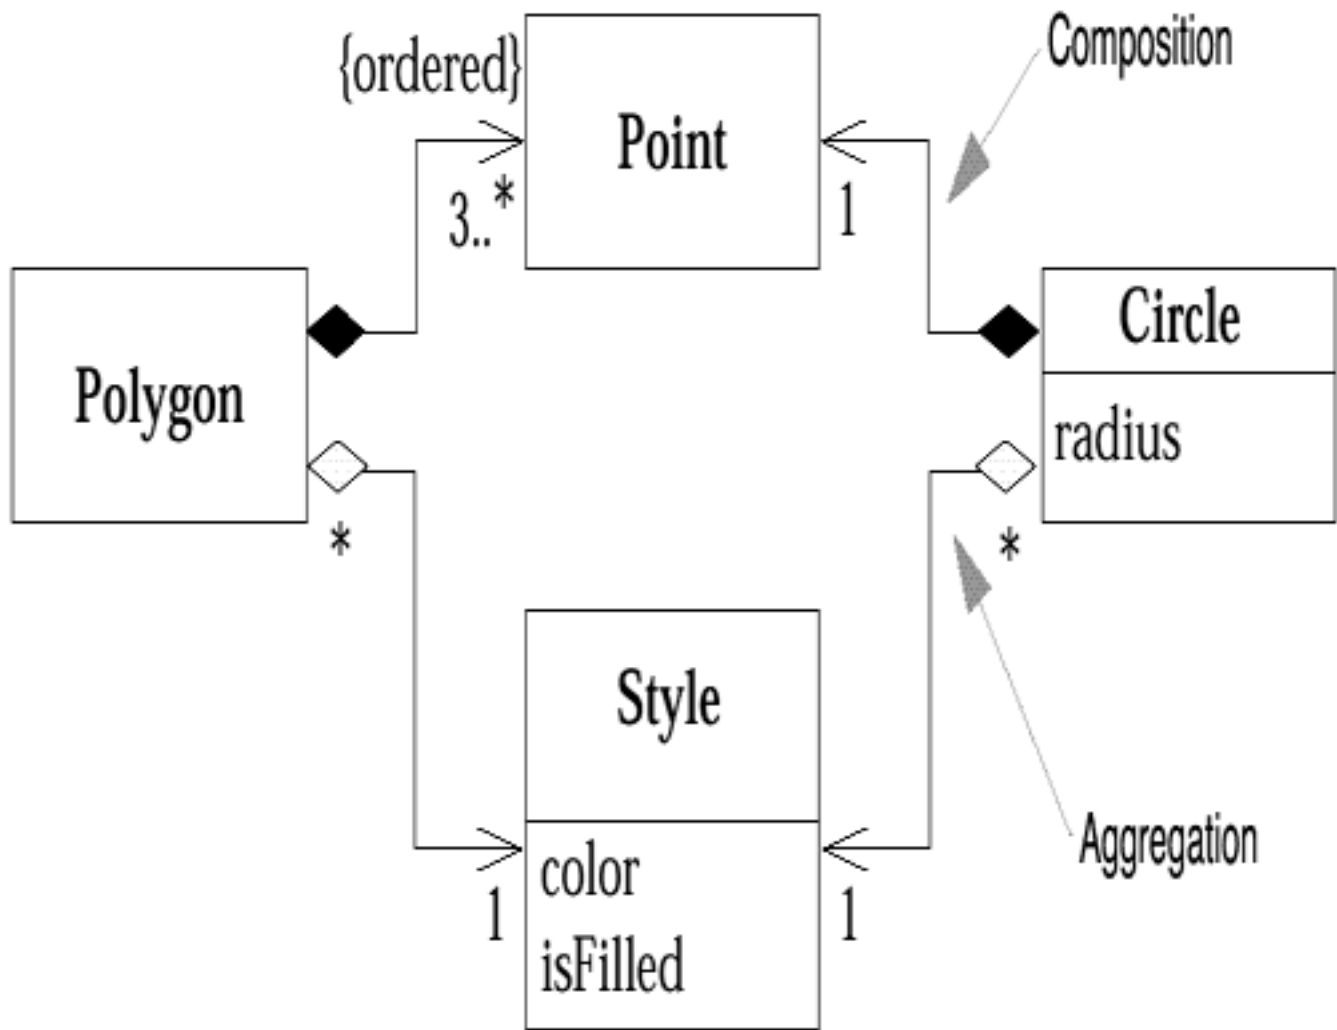 {ordered}
Point
Composition
3..*
1
Polygon
Circle
radius
*
*
Style
color
isFilled
1
1
Aggregation